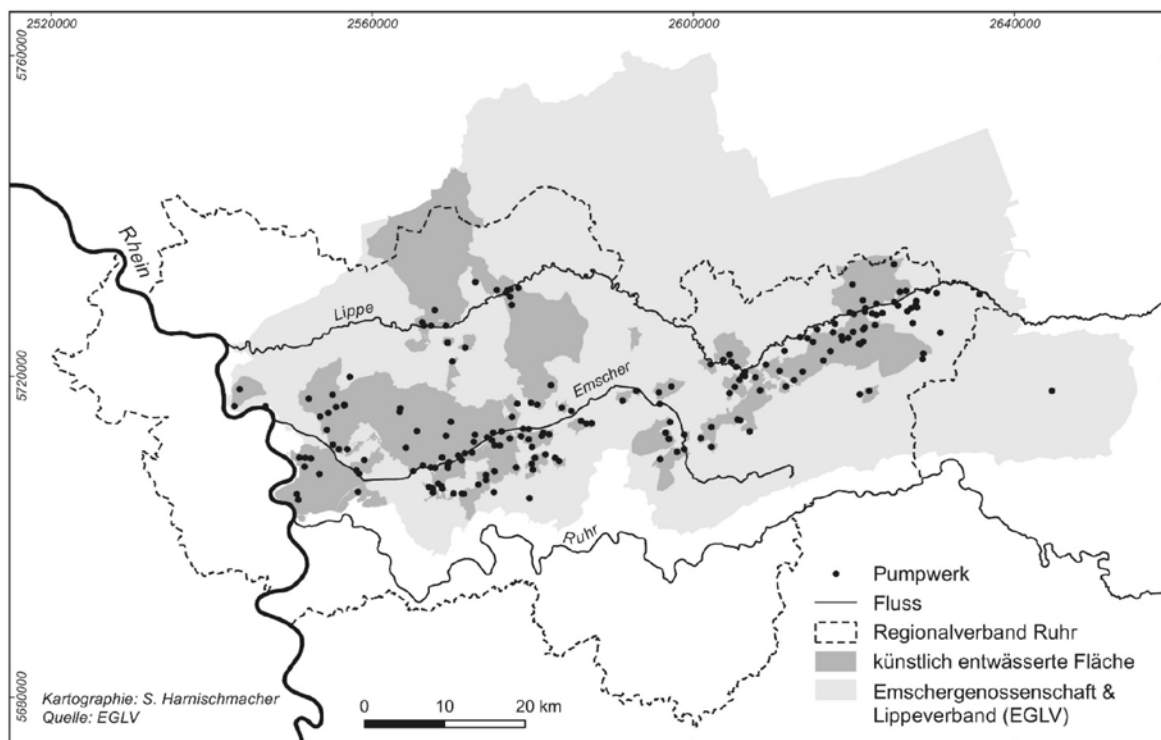 2520000
2560000
2600000
2640000
5760000
5720000
5680000
Rhein
Lippe
Emscher
Ruhr
Pumpwerk
Fluss
Regionalverband Ruhr
künstlich entwässerte Fläche
Emschergenossenschaft &
Lippeverband (EGLV)
Kartographie: S. Harnischmacher
Quelle: EGLV
0 10 20 km